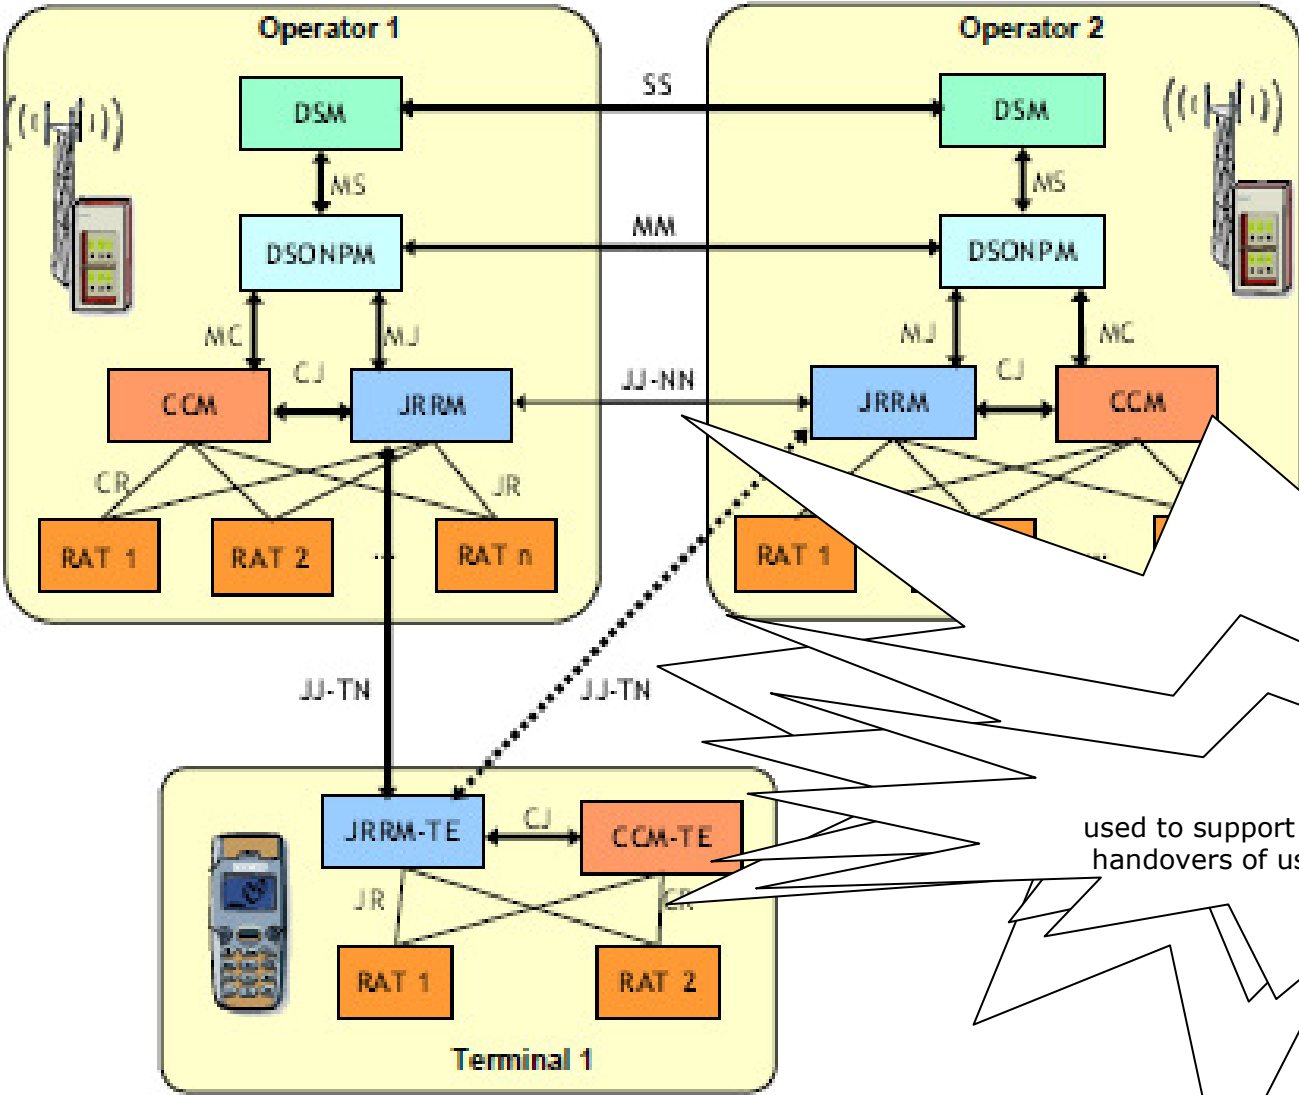 Operator 1
Operator 2
DSM
SS
DSM
MS
MS
DSONPM
MM
DSONPM
MC
MJ
MJ
MC
CCM
CJ
JRRM
JJ-NN
JRRM
CJ
CCM
CR
JR
RAT 1
RAT 2
...
RAT n
RAT 1
JJ-TN
JJ-TN
JRRM-TE
CJ
CCM-TE
used to support
handovers of
JR
CR
RAT 1
RAT 2
Terminal 1